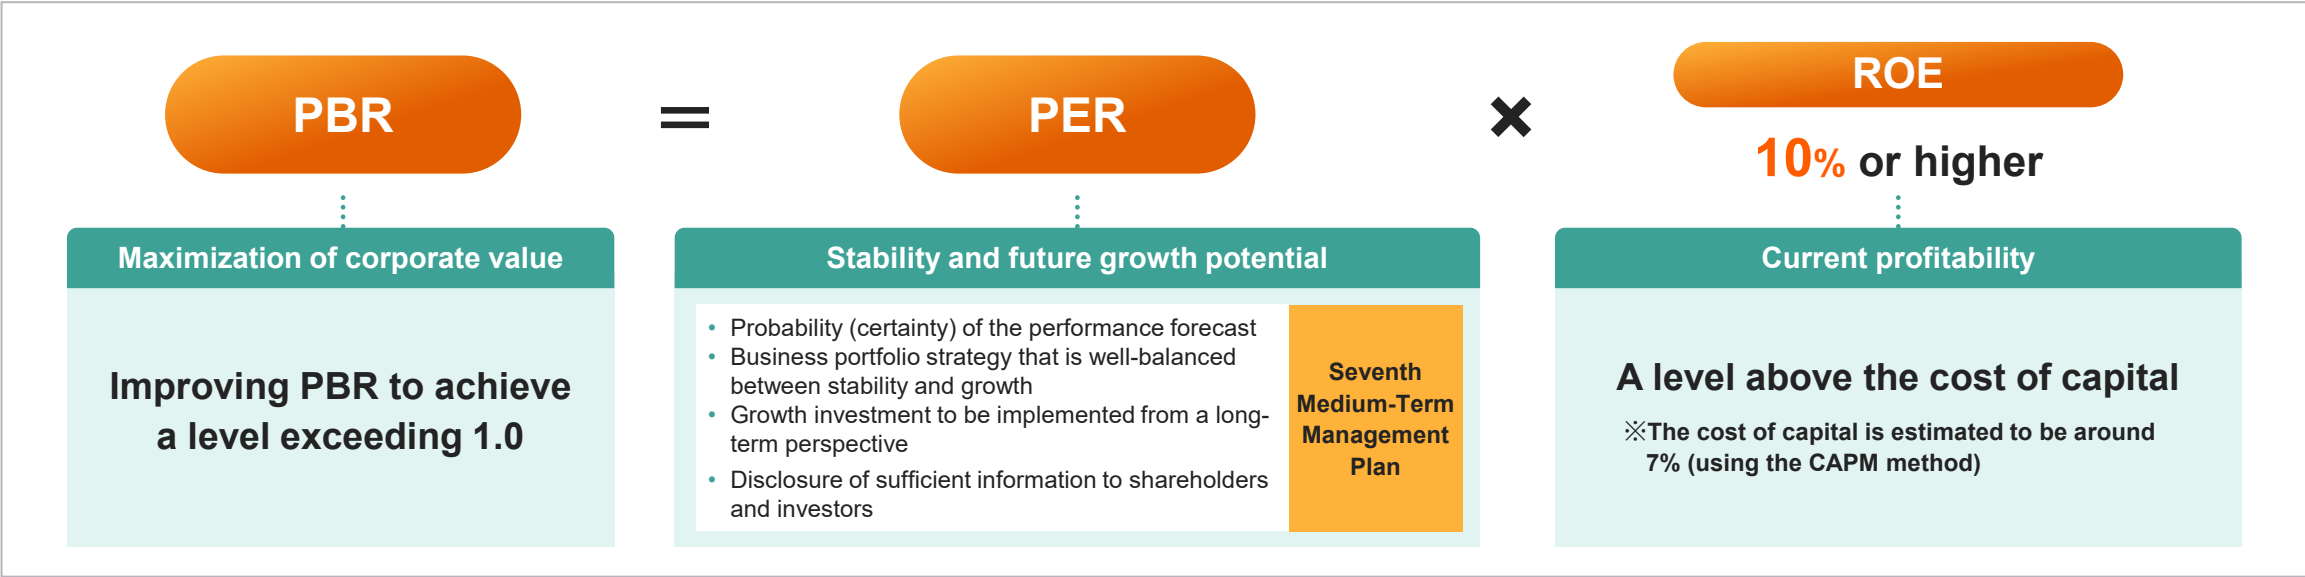 PBR
=
PER
×
ROE
10% or higher
Maximization of corporate value
Improving PBR to achieve
a level exceeding 1.0
Stability and future growth potential
• Probability (certainty) of the performance forecast
• Business portfolio strategy that is well-balanced
between stability and growth
• Growth investment to be implemented from a long-
term perspective
• Disclosure of sufficient information to shareholders
and investors
Seventh
Medium-Term
Management
Plan
Current profitability
A level above the cost of capital
※The cost of capital is estimated to be around
7% (using the CAPM method)